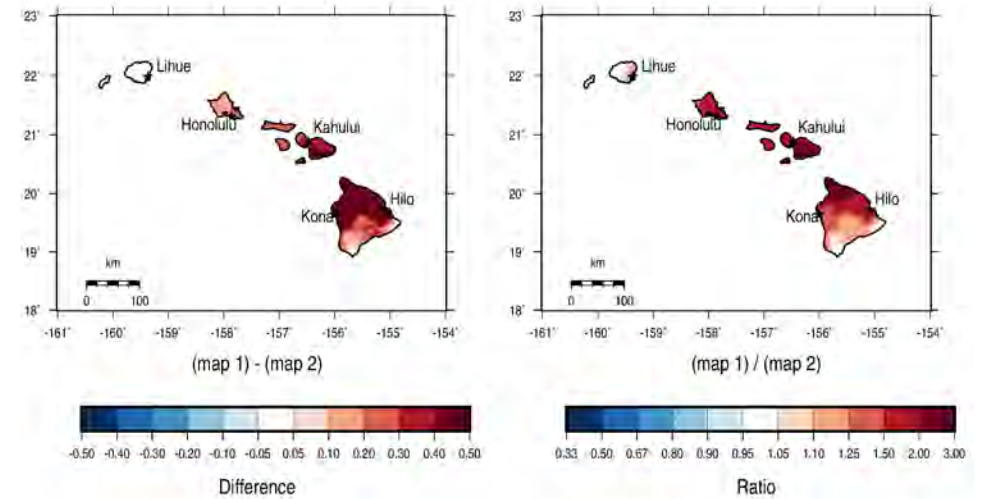 23˚
22˚
21˚
20˚
19˚
18˚
-161˚
-160˚
-159˚
-158˚
-157˚
-156˚
-155˚
-154˚
Lihue
Honolulu
Kahului
Hilo
Kona
km
0
100
(map 1) - (map 2)
-0.50 -0.40 -0.30 -0.20 -0.10 -0.05 0.05 0.10 0.20 0.30 0.40 0.50
Difference
23˚
22˚
21˚
20˚
19˚
18˚
-161˚
-160˚
-159˚
-158˚
-157˚
-156˚
-155˚
-154˚
Lihue
Honolulu
Kahului
Hilo
Kona
km
0
100
(map 1) / (map 2)
0.33 0.50 0.67 0.80 0.90 0.95 1.05 1.10 1.25 1.50 2.00 3.00
Ratio